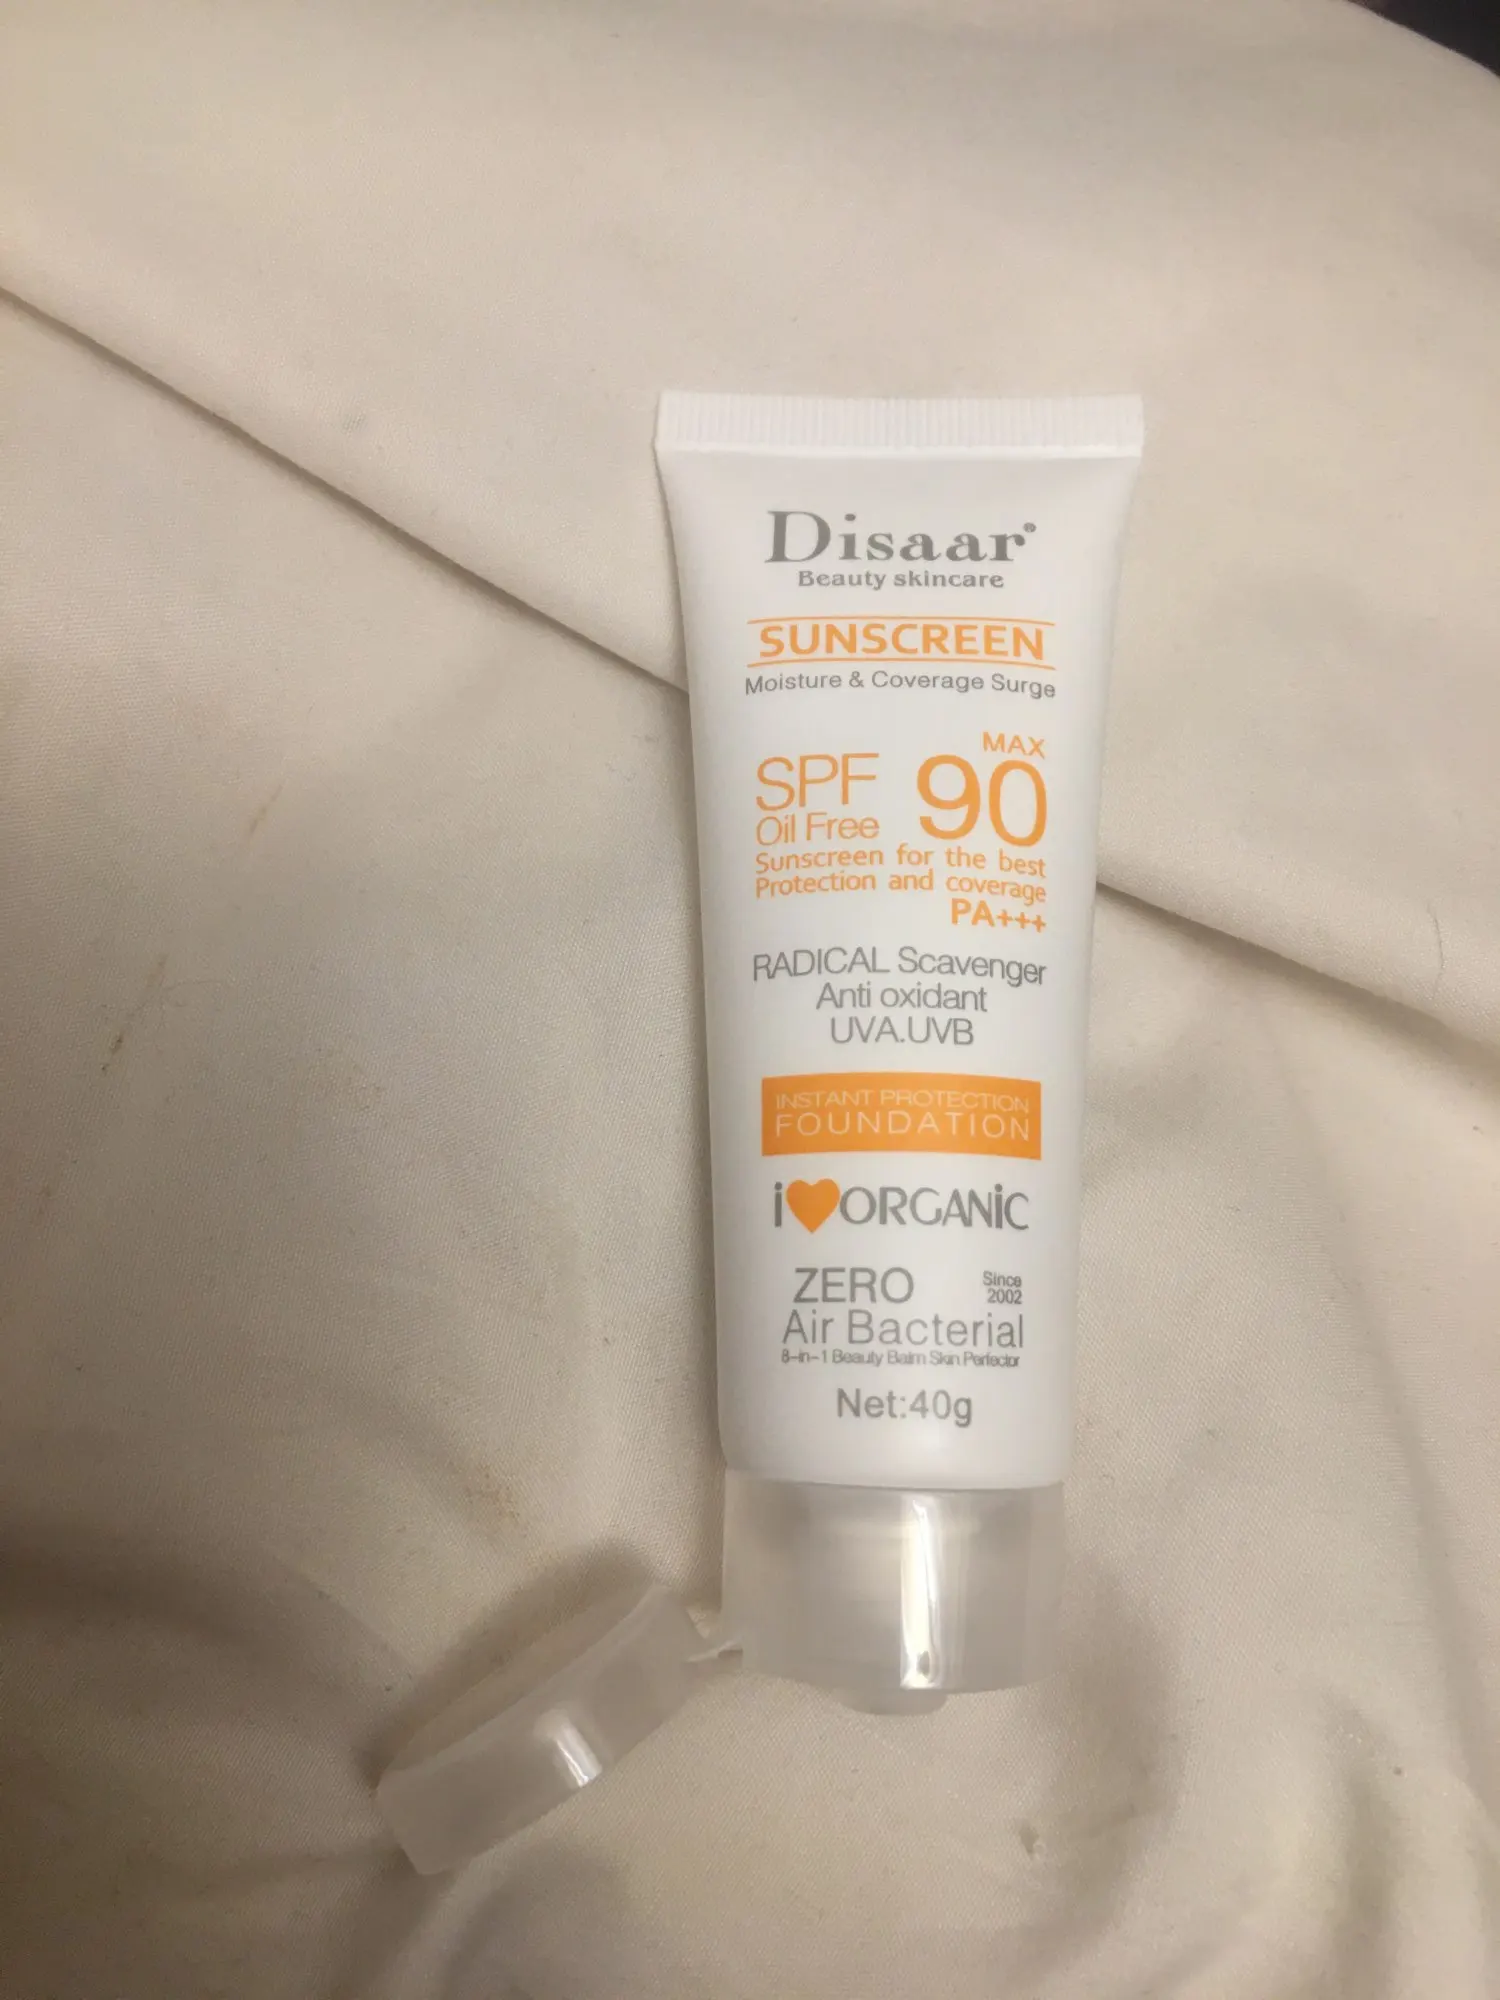 Disaar®
Beauty skincare
SUNSCREEN
Moisture & Coverage Surge
MAX
SPF 90
Oil Free
Sunscreen for the best
Protection and coverage
PA+++
RADICAL Scavenger
Anti oxidant
UVA.UVB
INSTANT PROTECTION
FOUNDATION
i🧡ORGANiC
ZERO Since 2002
Air Bacterial
8-in-1 Beauty Balm Skin Perfector
Net:40g